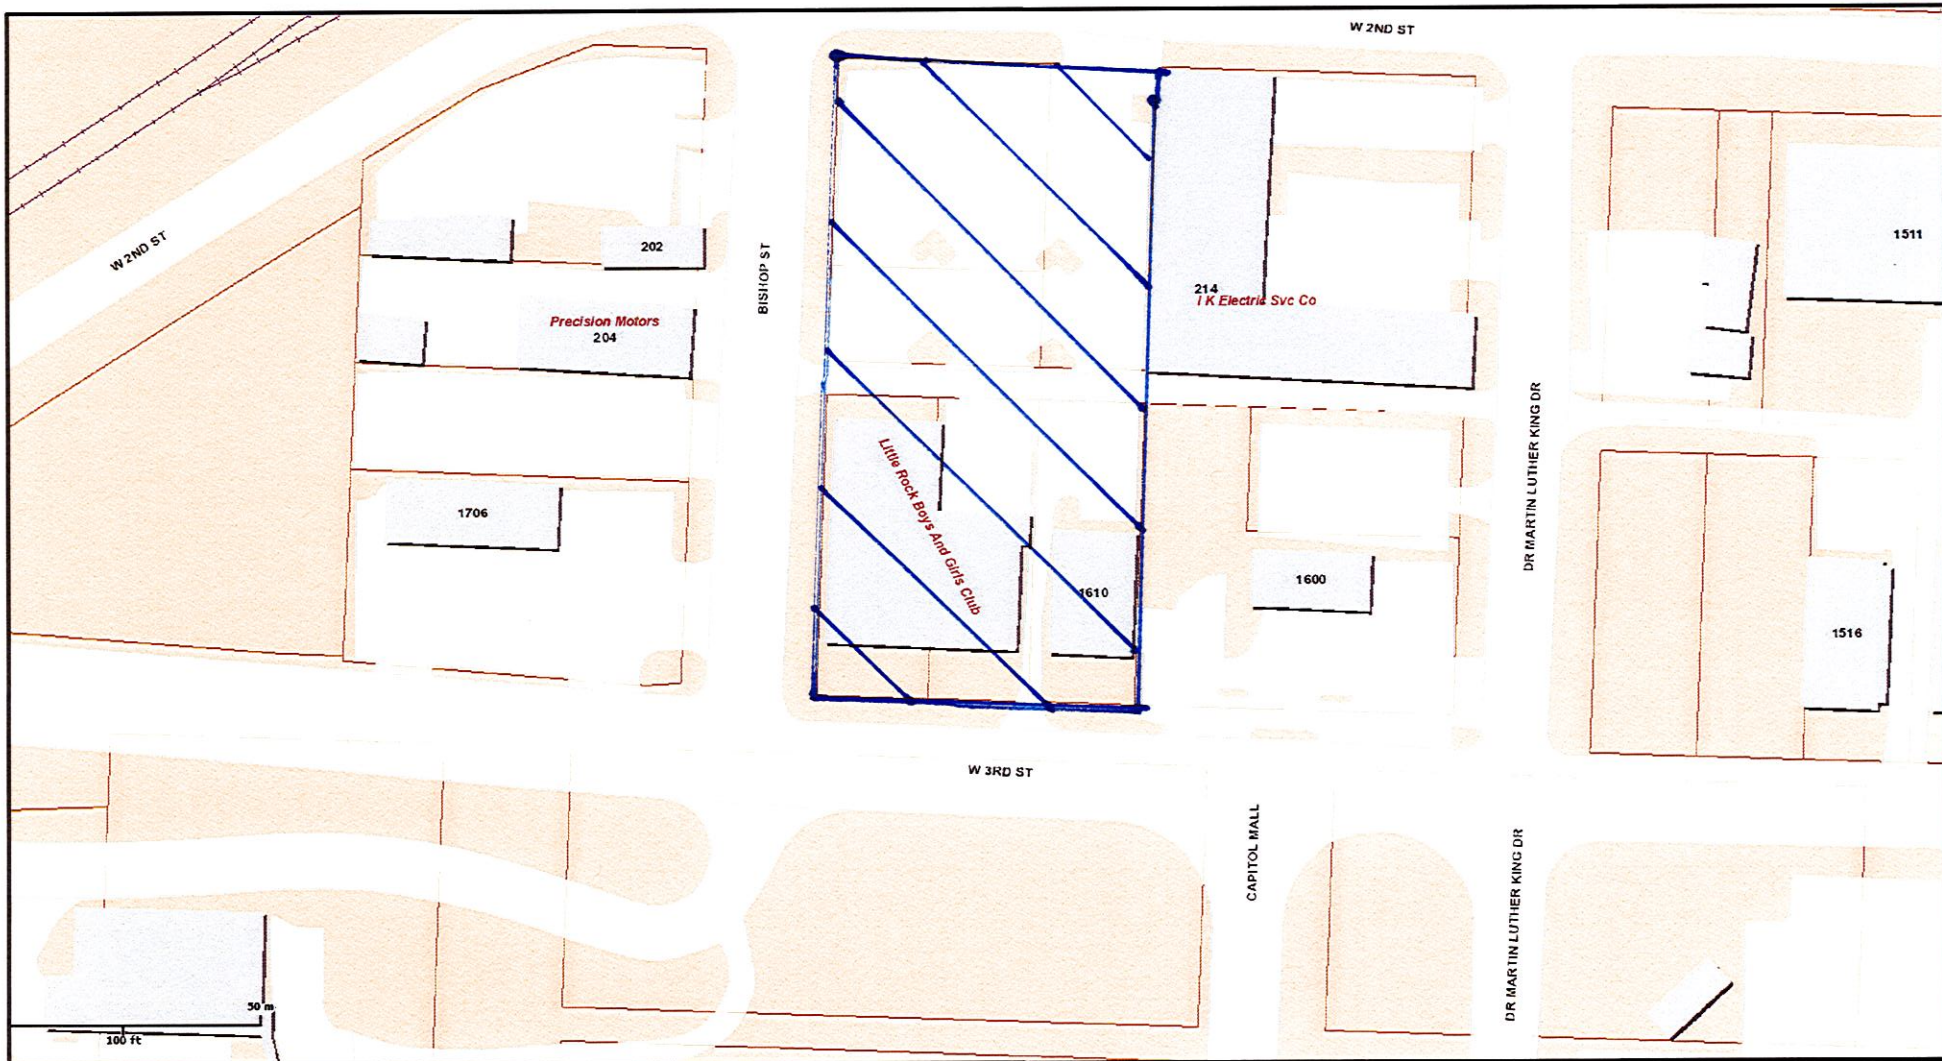 W 2ND ST
W 2ND ST
202
BISHOP ST
1511
214
I K Electric Svc Co
Precision Motors
204
DR MARTIN LUTHER KING DR
Little Rock Boys And Girls Club
1706
1610
1600
1516
W 3RD ST
CAPITOL MALL
DR MARTIN LUTHER KING DR
50 m
100 ft